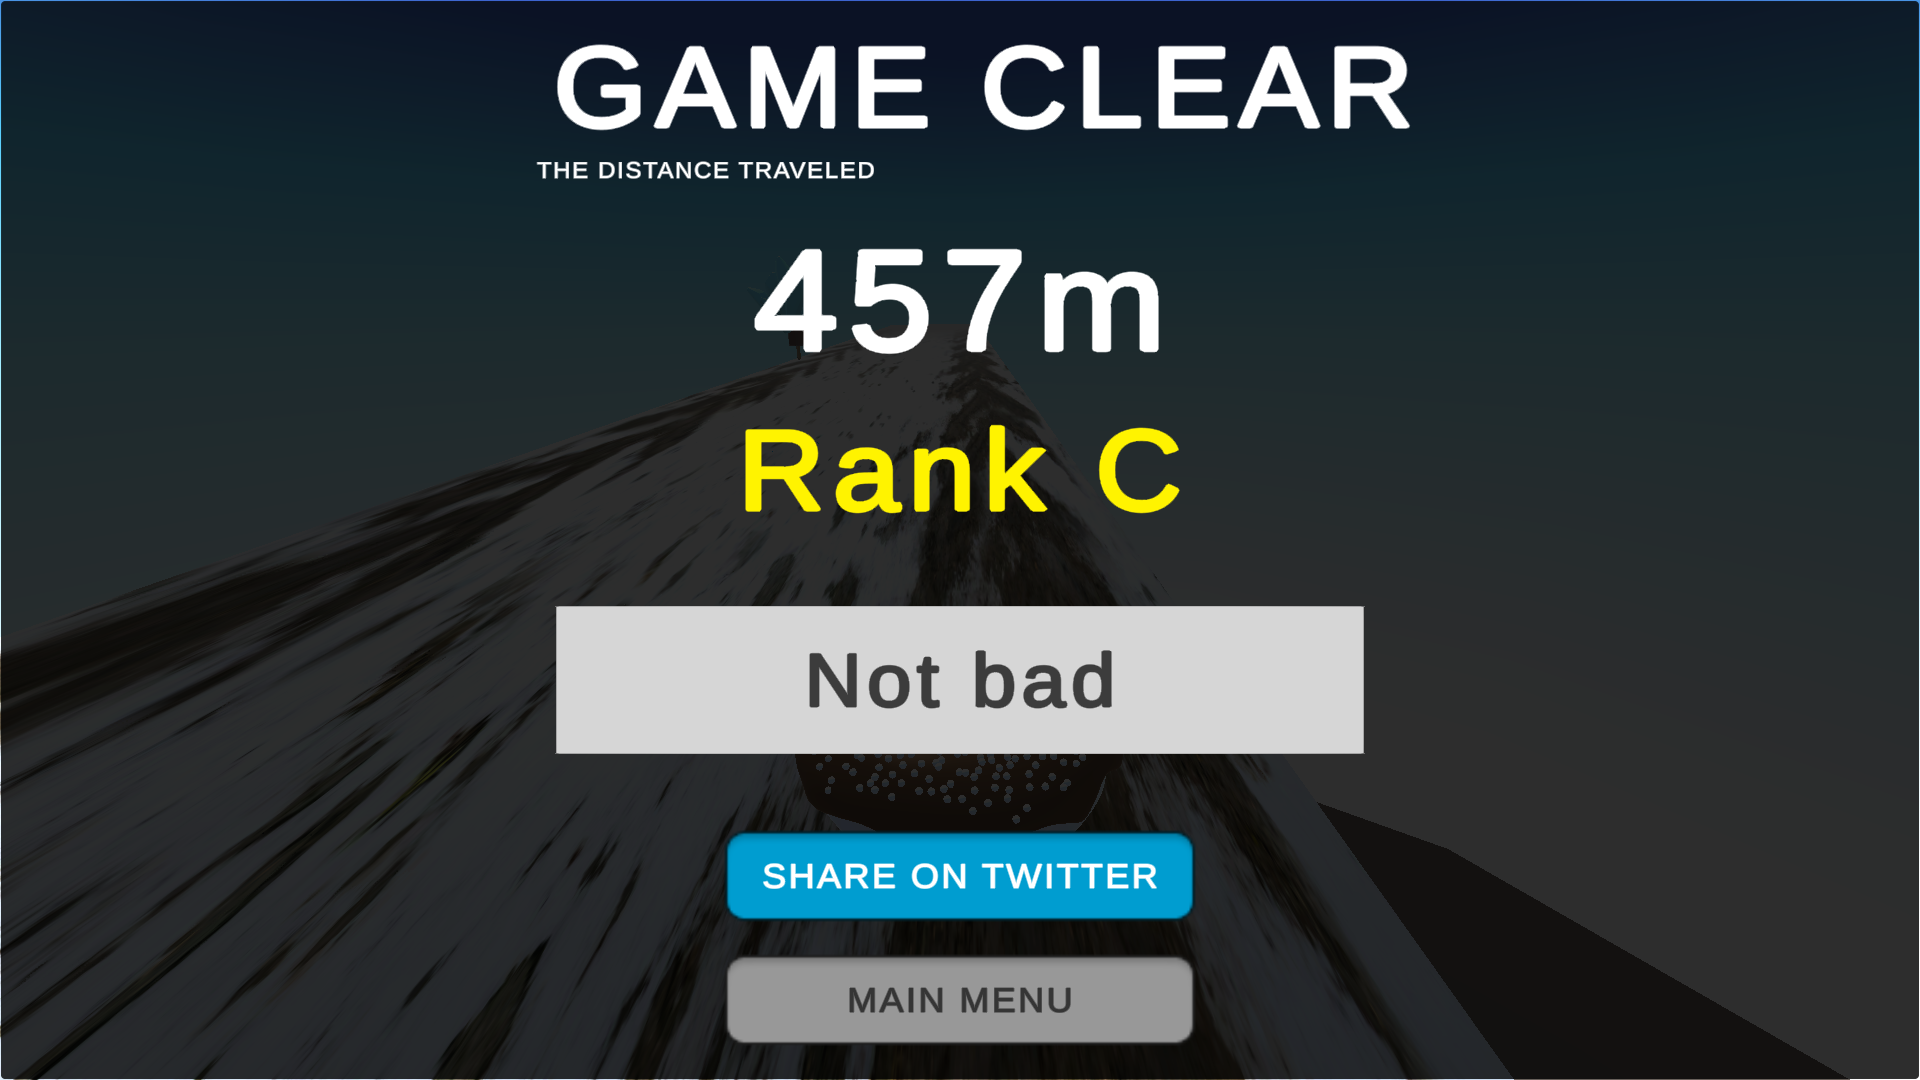 GAME CLEAR
THE DISTANCE TRAVELED
457m
Rank C
Not bad
SHARE ON TWITTER
MAIN MENU